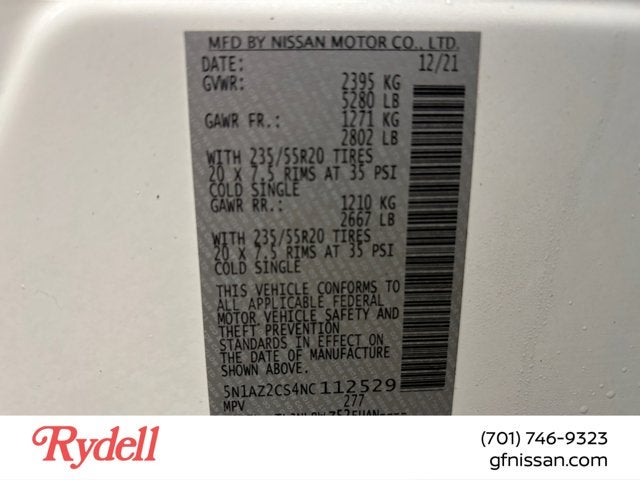 MFD BY NISSAN MOTOR CO., LTD.
DATE: 12/21
GVWR: 2395 KG
5280 LB
GAWR FR.: 1271 KG
2802 LB
WITH 235/55R20 TIRES
20 X 7.5 RIMS AT 35 PSI
COLD SINGLE
GAWR RR.: 1210 KG
2667 LB
WITH 235/55R20 TIRES
20 X 7.5 RIMS AT 35 PSI
COLD SINGLE
THIS VEHICLE CONFORMS TO
ALL APPLICABLE FEDERAL
MOTOR VEHICLE SAFETY AND
THEFT PREVENTION
STANDARDS IN EFFECT ON
THE DATE OF MANUFACTURE
SHOWN ABOVE.
5N1AZ2CS4NC112529
MPV 277
Rydell
(701) 746-9323
gfnissan.com